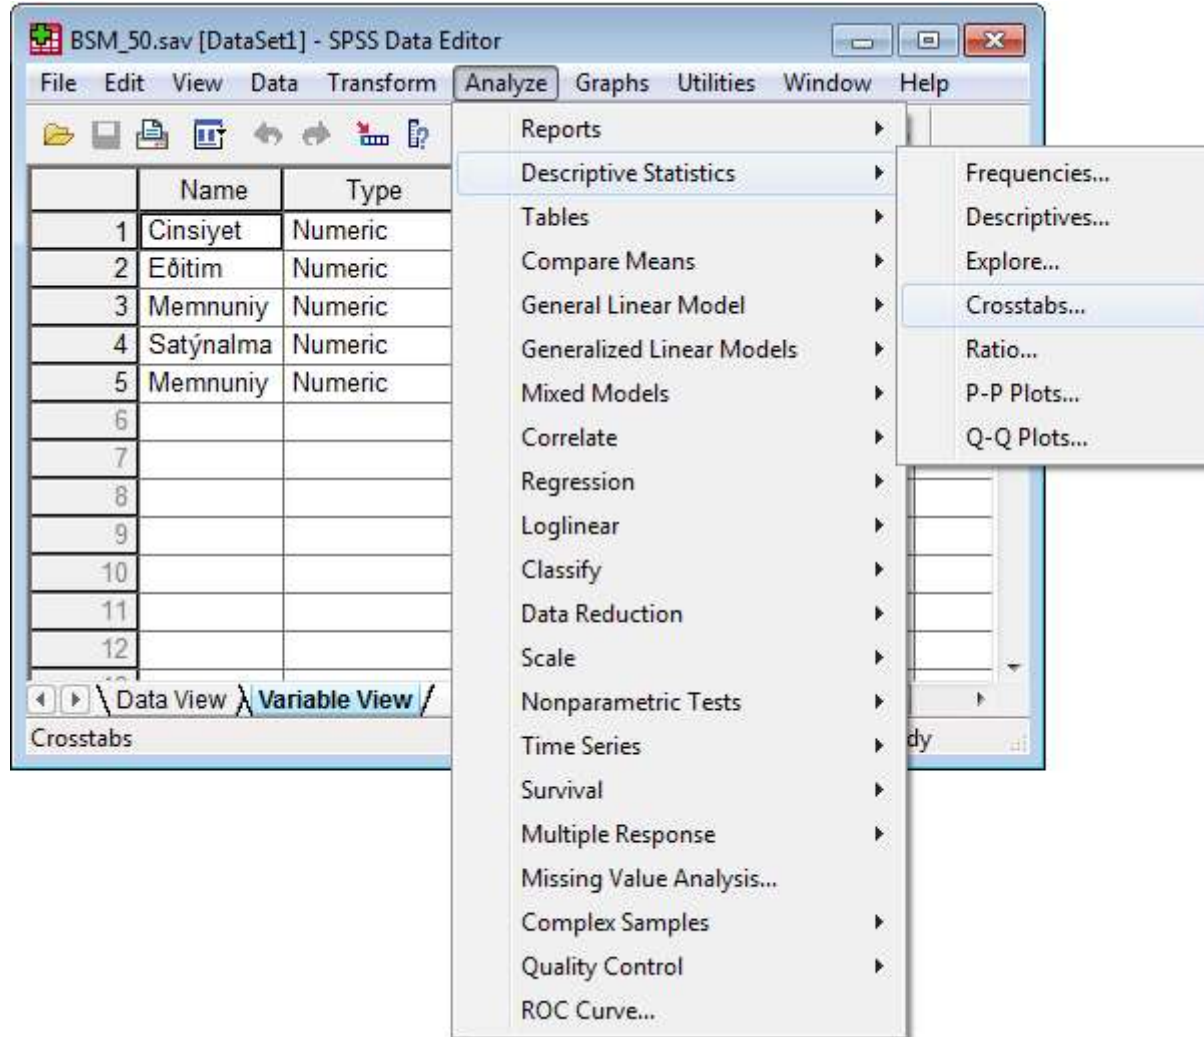 BSM_50.sav [DataSet1] - SPSS Data Editor
File Edit View Data Transform Analyze Graphs Utilities Window Help
Name Type
1 Cinsiyet Numeric
2 Eðitim Numeric
3 Memnuniy Numeric
4 Satýnalma Numeric
5 Memnuniy Numeric
6
7
8
9
10
11
12
Data View Variable View
Crosstabs
dy
Reports
Descriptive Statistics
Tables
Compare Means
General Linear Model
Generalized Linear Models
Mixed Models
Correlate
Regression
Loglinear
Classify
Data Reduction
Scale
Nonparametric Tests
Time Series
Survival
Multiple Response
Missing Value Analysis...
Complex Samples
Quality Control
ROC Curve...
Frequencies...
Descriptives...
Explore...
Crosstabs...
Ratio...
P-P Plots...
Q-Q Plots...